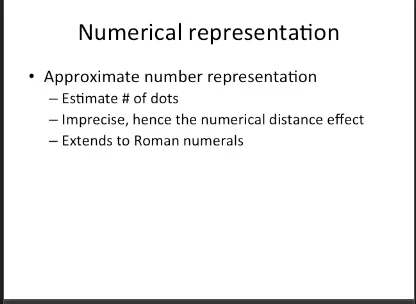 Numerical representation
• Approximate number representation
– Estimate # of dots
– Imprecise, hence the numerical distance effect
– Extends to Roman numerals